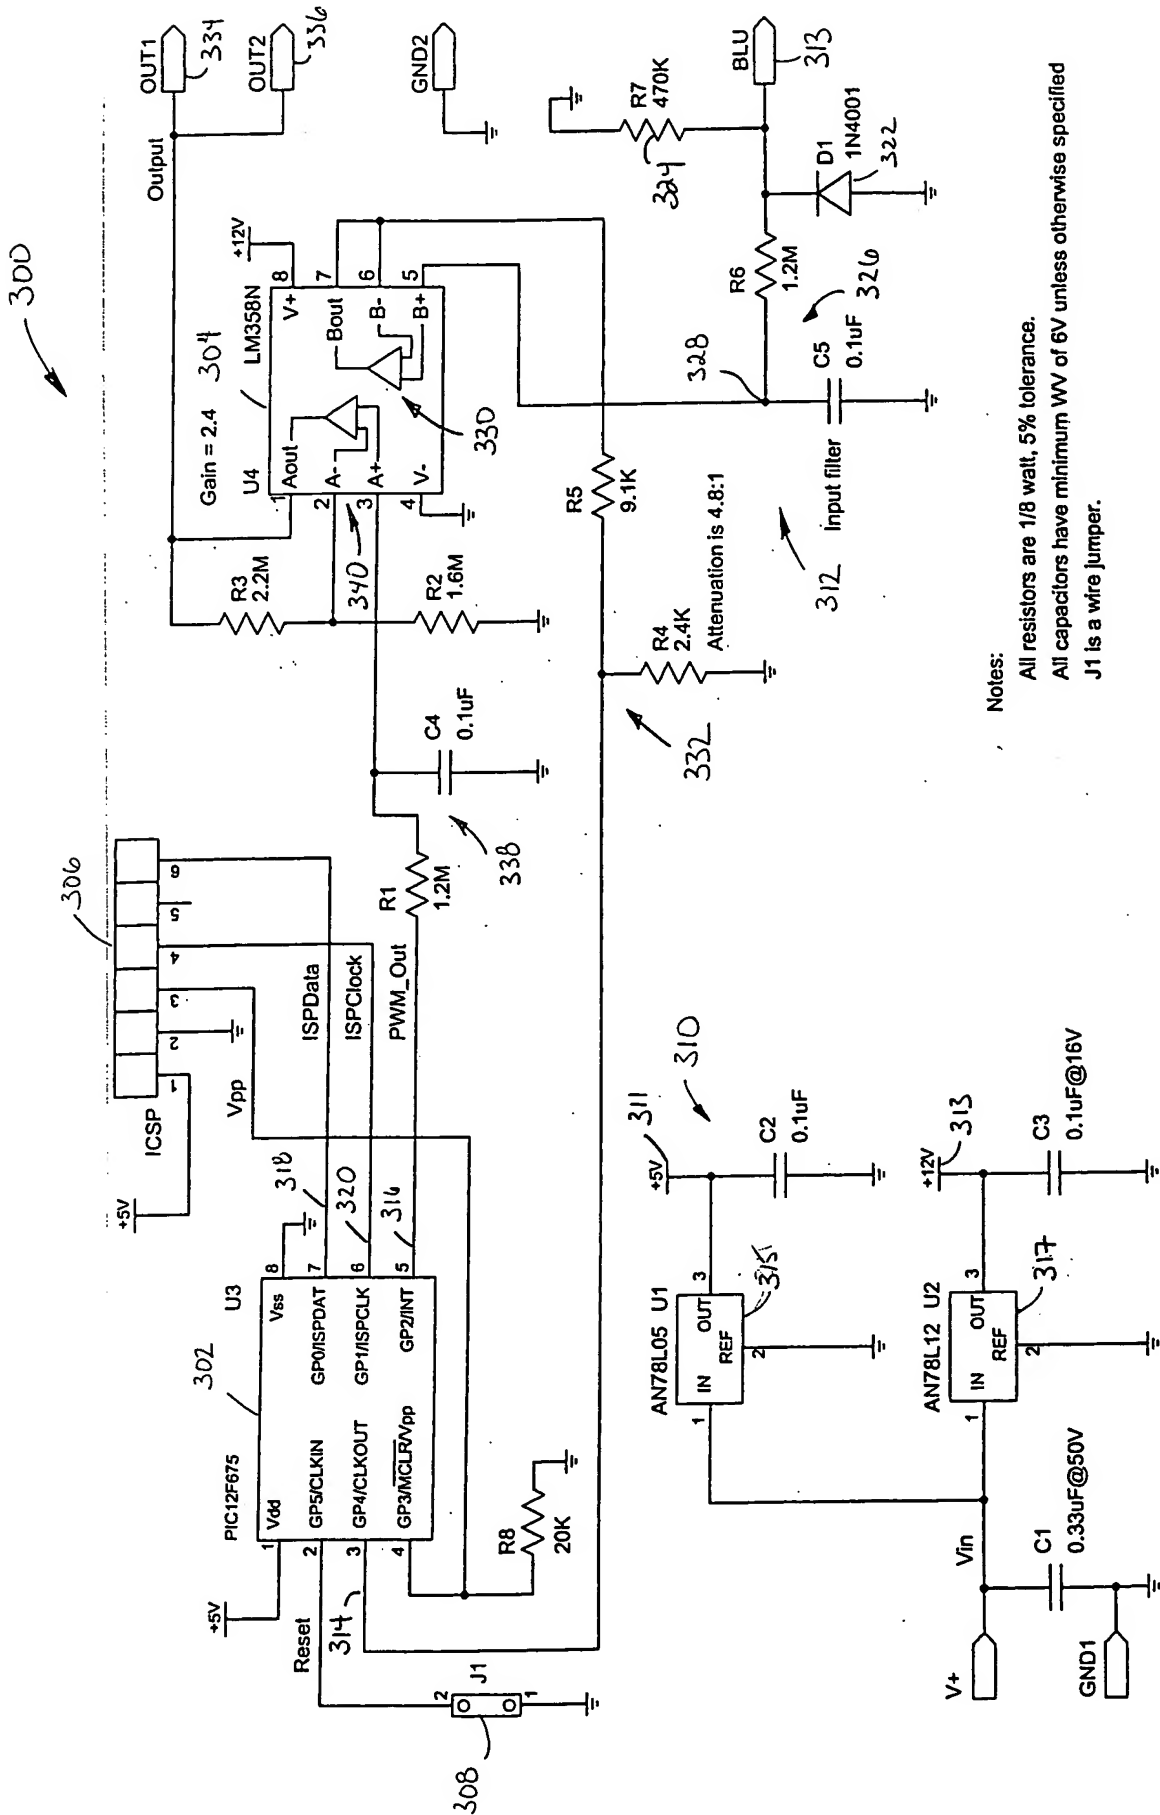 300
306
ICSP
+5V
1
2
3
4
5
6
Vpp
302
PIC12F675
U3
+5V
1
Vdd
Vss
8
2
GP5/CLKIN
GP0/ISPDAT
7
3
GP4/CLKOUT
GP1/ISPCLK
6
4
GP3/MCLR/Vpp
GP2/INT
5
318
320
316
ISPData
ISPClock
PWM_Out
Reset
314
308
J1
2
1
R8
20K
R1
1.2M
338
C4
0.1uF
Output
OUT1
334
OUT2
336
GND2
Gain = 2.4
304
U4
LM358N
+12V
1
Aout
V+
8
2
A-
Bout
7
3
A+
B-
6
4
V-
B+
5
340
330
R3
2.2M
R2
1.6M
R5
9.1K
R4
2.4K
Attenuation is 4.8:1
332
312
Input filter
328
C5
0.1uF
326
R6
1.2M
D1
1N4001
322
R7
470K
324
BLU
313
310
311
+5V
AN78L05
U1
315
1
IN
OUT
3
REF
2
C2
0.1uF
313
+12V
AN78L12
U2
317
1
IN
OUT
3
REF
2
C3
0.1uF@16V
V+
Vin
C1
0.33uF@50V
GND1
Notes:
All resistors are 1/8 watt, 5% tolerance.
All capacitors have minimum WV of 6V unless otherwise specified
J1 is a wire jumper.